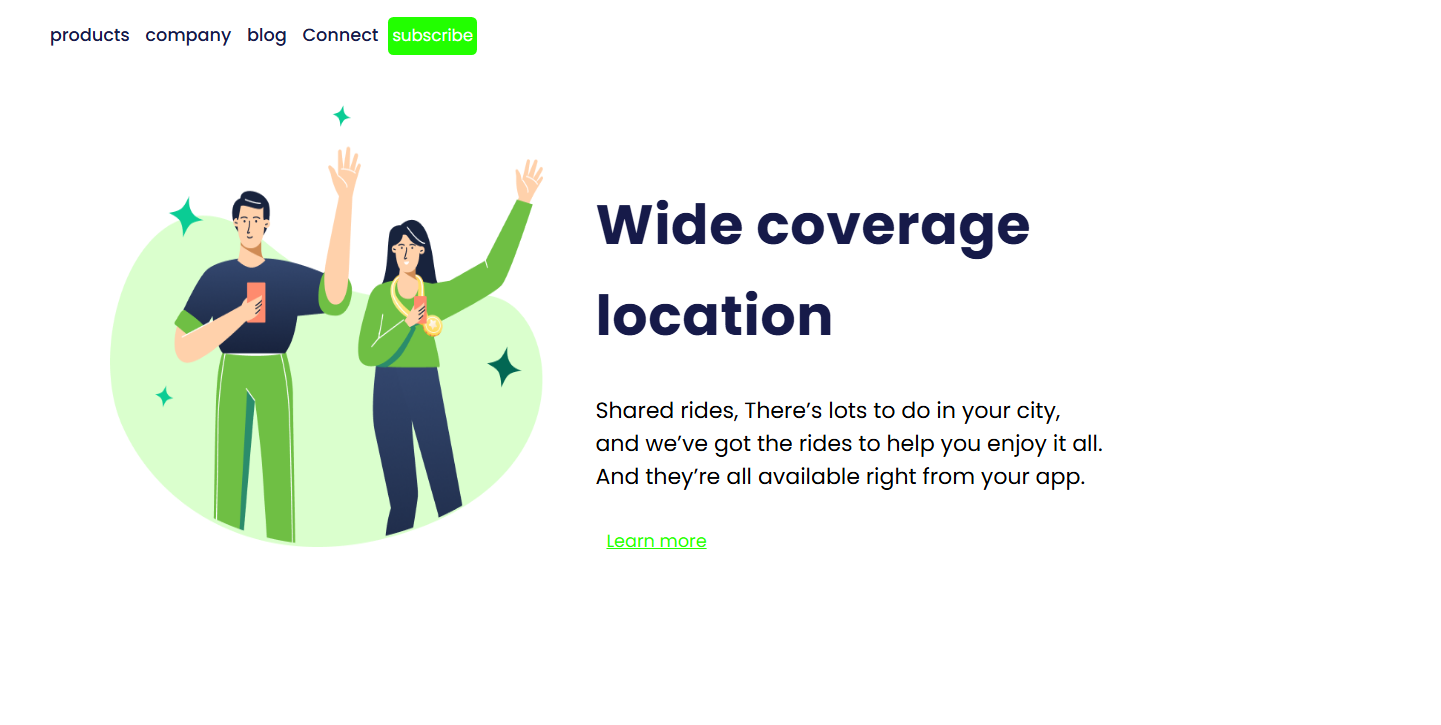 products company blog Connect subscribe
Wide coverage
location
Shared rides, There’s lots to do in your city,
and we’ve got the rides to help you enjoy it all.
And they’re all available right from your app.
Learn more